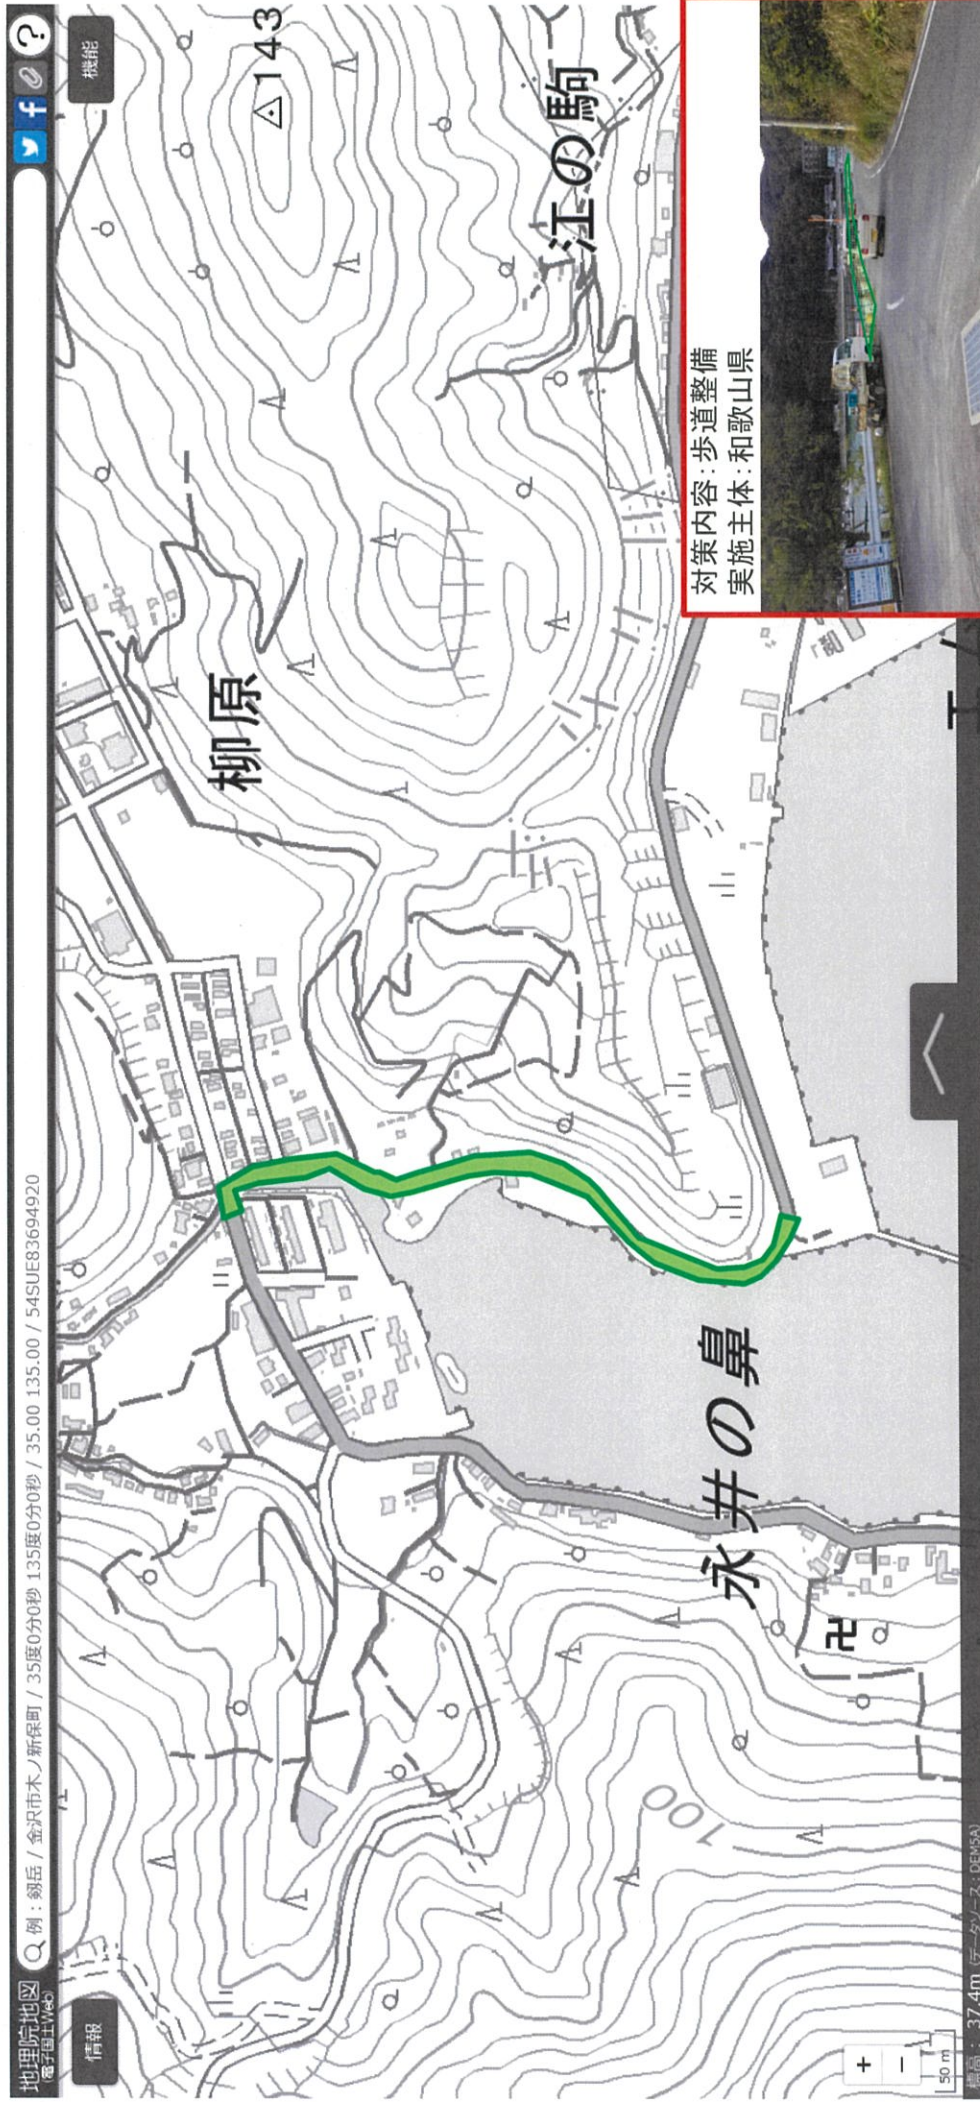 地理院地図
(電子国土Web)
例：剱岳 / 金沢市木ノ新保町 / 35度0分0秒 135度0分0秒 / 35.00 135.00 / 54SUE83694920
?
情報
機能
143
柳原
江の駒
永井の鼻
卍
100
対策内容：歩道整備
実施主体：和歌山県
+
−
50 m
標高： 37.4m (データソース：DEM5A)